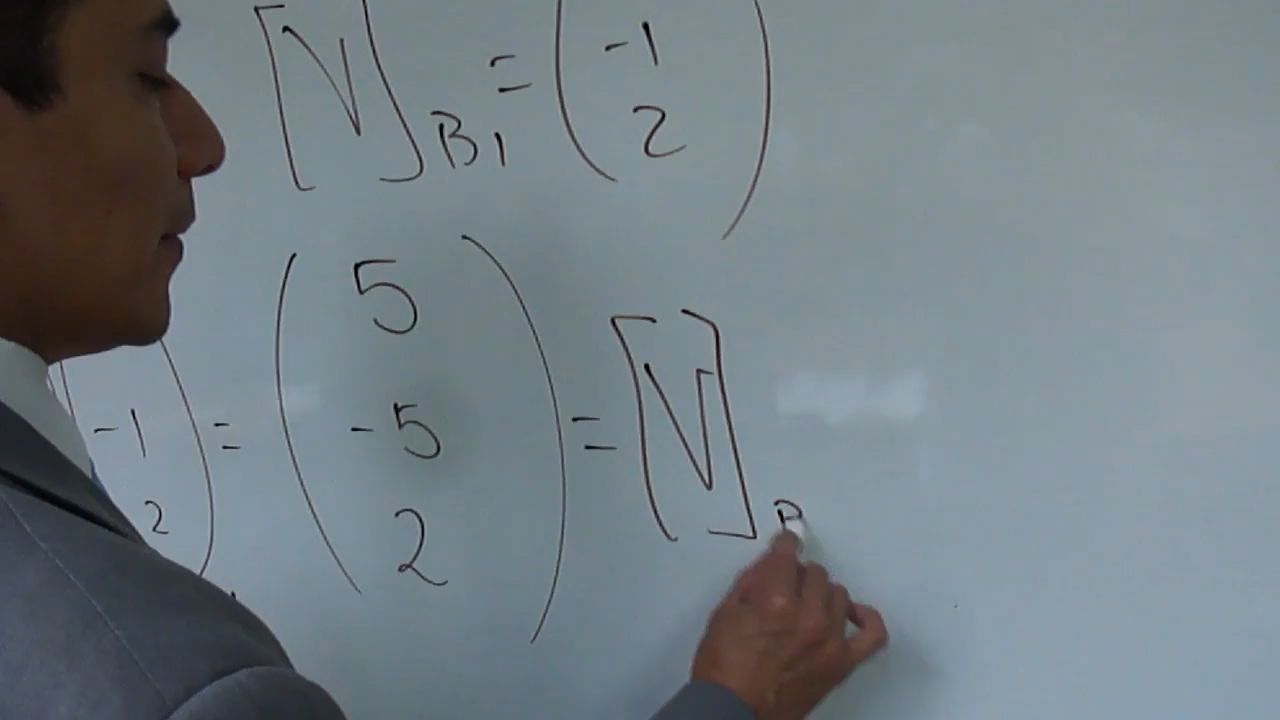 [N]B1 = (-1
2)
(5
-1 = -5 = [N]B
2 2)